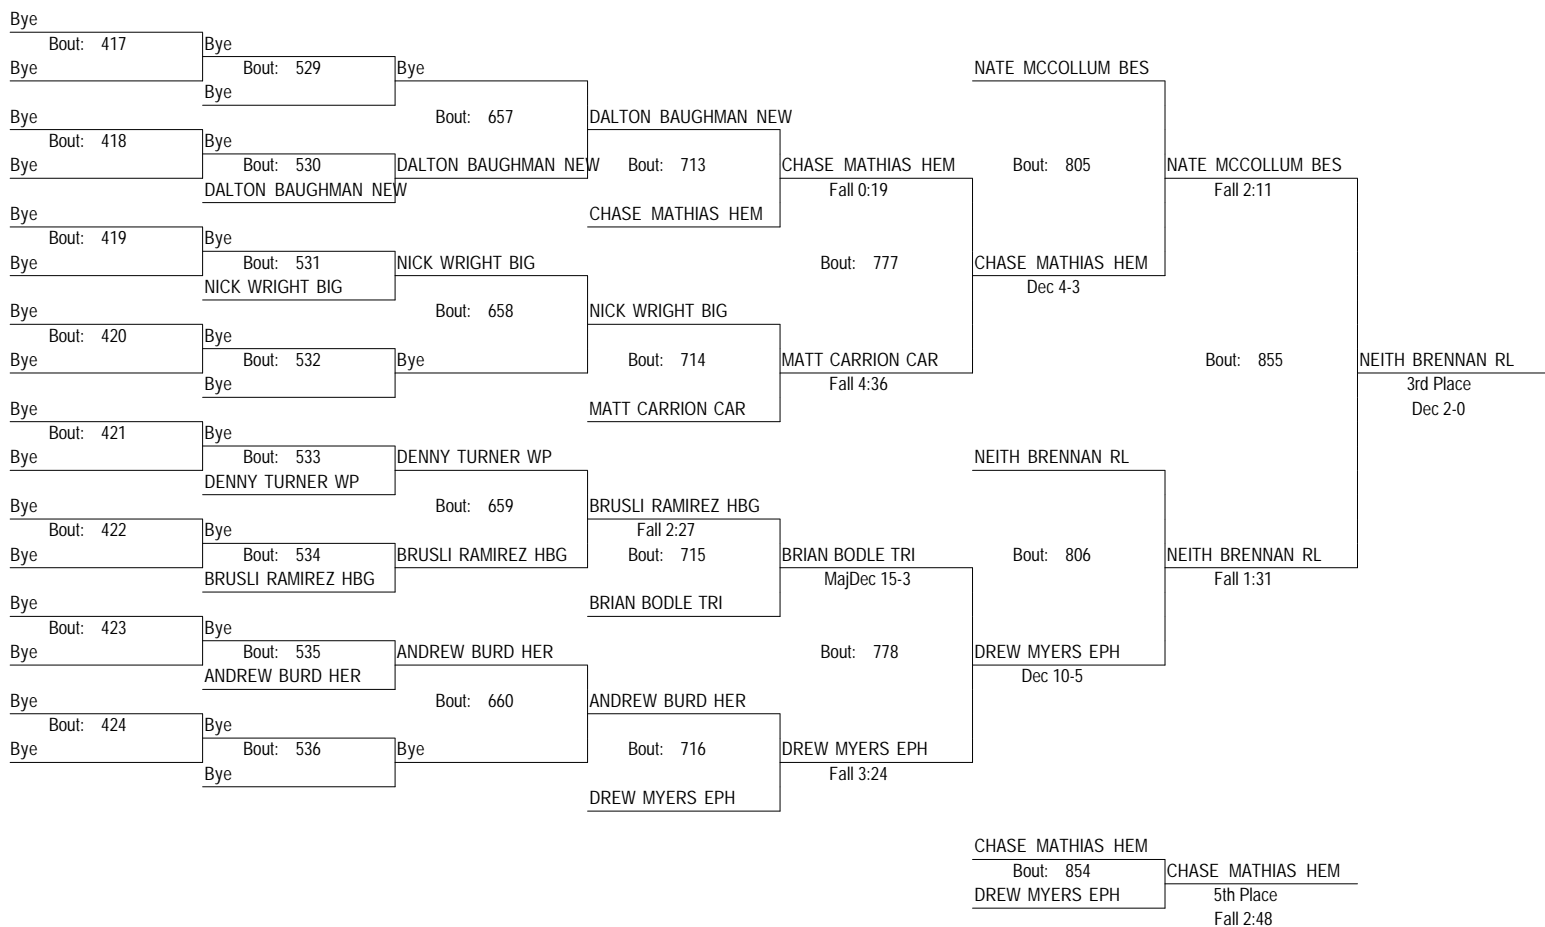 Bye
Bout: 417
Bye
Bye
Bout: 529
Bye
Bye
Bye
Bout: 418
Bye
Bye
Bout: 530
DALTON BAUGHMAN NEW
Bout: 657
DALTON BAUGHMAN NEW
Bye
Bout: 419
Bye
Bye
Bout: 531
NICK WRIGHT BIG
NICK WRIGHT BIG
Bye
Bout: 420
Bye
Bye
Bout: 532
Bye
Bye
Bout: 658
DALTON BAUGHMAN NEW
Bout: 713
CHASE MATHIAS HEM
NICK WRIGHT BIG
Bout: 714
MATT CARRION CAR
CHASE MATHIAS HEM
Fall 0:19
Bout: 777
MATT CARRION CAR
Fall 4:36
Bye
Bout: 421
Bye
Bye
Bout: 533
DENNY TURNER WP
DENNY TURNER WP
Bye
Bout: 422
Bye
Bye
Bout: 534
BRUSLI RAMIREZ HBG
Bout: 659
BRUSLI RAMIREZ HBG
Bye
Bout: 423
Bye
Bye
Bout: 535
ANDREW BURD HER
ANDREW BURD HER
Bye
Bout: 424
Bye
Bye
Bout: 536
Bye
Bye
Bout: 660
BRUSLI RAMIREZ HBG
Fall 2:27
Bout: 715
BRIAN BODLE TRI
ANDREW BURD HER
Bout: 716
DREW MYERS EPH
BRIAN BODLE TRI
MajDec 15-3
Bout: 778
DREW MYERS EPH
Fall 3:24
NATE MCCOLLUM BES
Bout: 805
CHASE MATHIAS HEM
Dec 4-3
NATE MCCOLLUM BES
Fall 2:11
NEITH BRENNAN RL
Bout: 806
DREW MYERS EPH
Dec 10-5
NEITH BRENNAN RL
Fall 1:31
Bout: 855
NEITH BRENNAN RL
3rd Place
Dec 2-0
CHASE MATHIAS HEM
Bout: 854
DREW MYERS EPH
CHASE MATHIAS HEM
5th Place
Fall 2:48